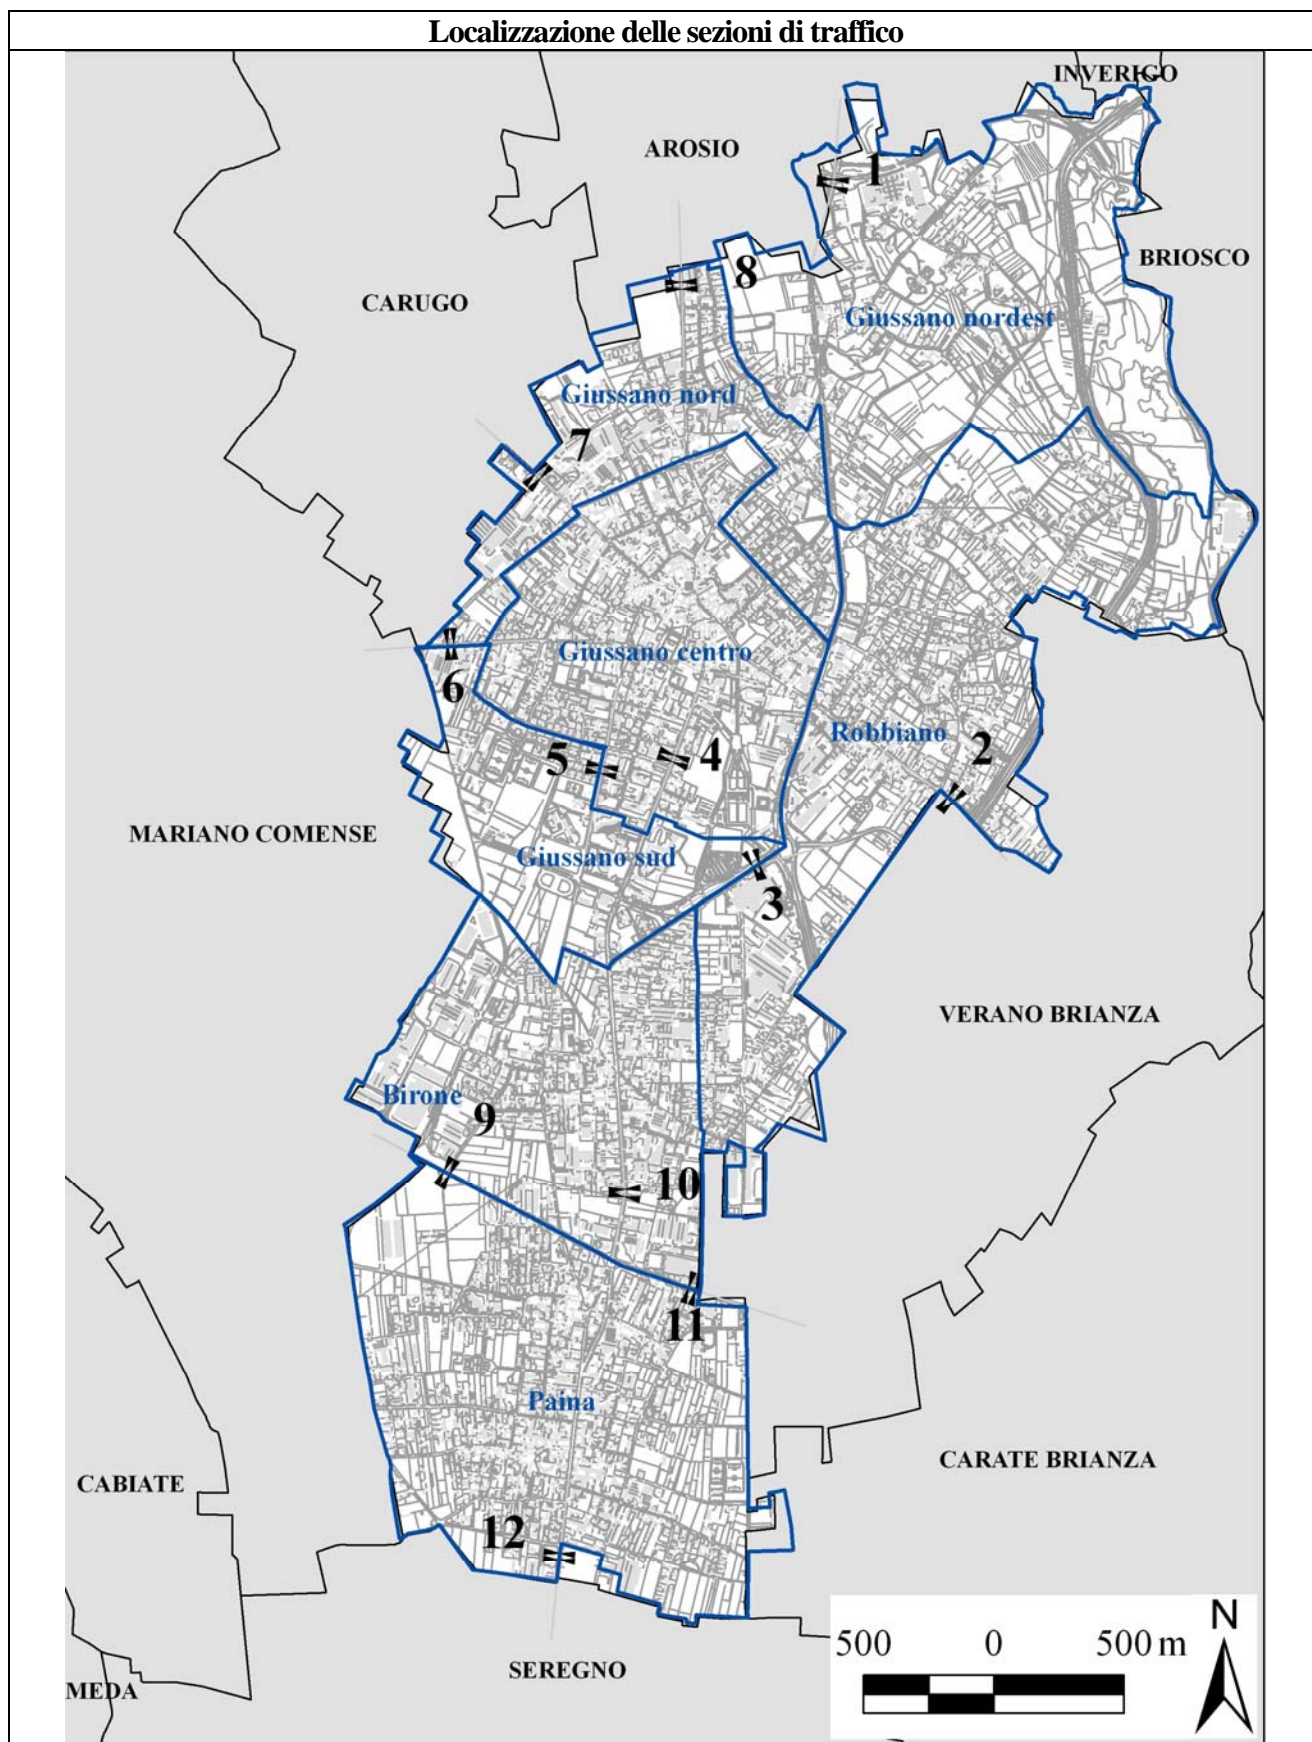 Localizzazione delle sezioni di traffico
INVERIGO
AROSIO
1
BRIOSCO
8
CARUGO
Giussano nordest
Giussano nord
7
Giussano centro
6
Robbiano
2
5
4
MARIANO COMENSE
Giussano sud
3
VERANO BRIANZA
Birone
9
10
11
Paina
CARATE BRIANZA
CABIATE
12
SEREGNO
MEDA
500 0 500 m
N